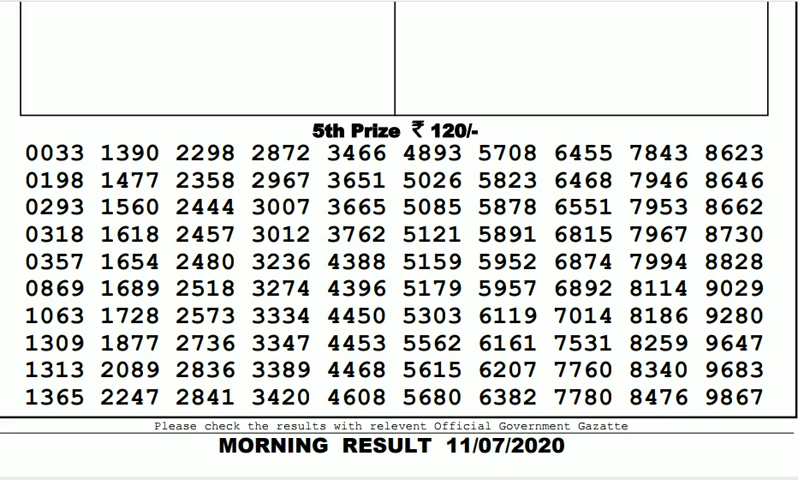 5th Prize ₹ 120/-
0033 1390 2298 2872 3466 4893 5708 6455 7843 8623
0198 1477 2358 2967 3651 5026 5823 6468 7946 8646
0293 1560 2444 3007 3665 5085 5878 6551 7953 8662
0318 1618 2457 3012 3762 5121 5891 6815 7967 8730
0357 1654 2480 3236 4388 5159 5952 6874 7994 8828
0869 1689 2518 3274 4396 5179 5957 6892 8114 9029
1063 1728 2573 3334 4450 5303 6119 7014 8186 9280
1309 1877 2736 3347 4453 5562 6161 7531 8259 9647
1313 2089 2836 3389 4468 5615 6207 7760 8340 9683
1365 2247 2841 3420 4608 5680 6382 7780 8476 9867
Please check the results with relevent Official Government Gazatte
MORNING RESULT 11/07/2020